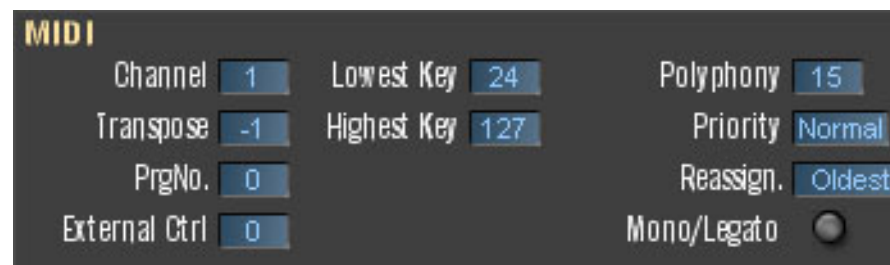 MIDI
Channel 1 Lowest Key 24 Polyphony 15
Transpose -1 Highest Key 127 Priority Normal
PrgNo. 0 Reassign. Oldest
External Ctrl 0 Mono/Legato